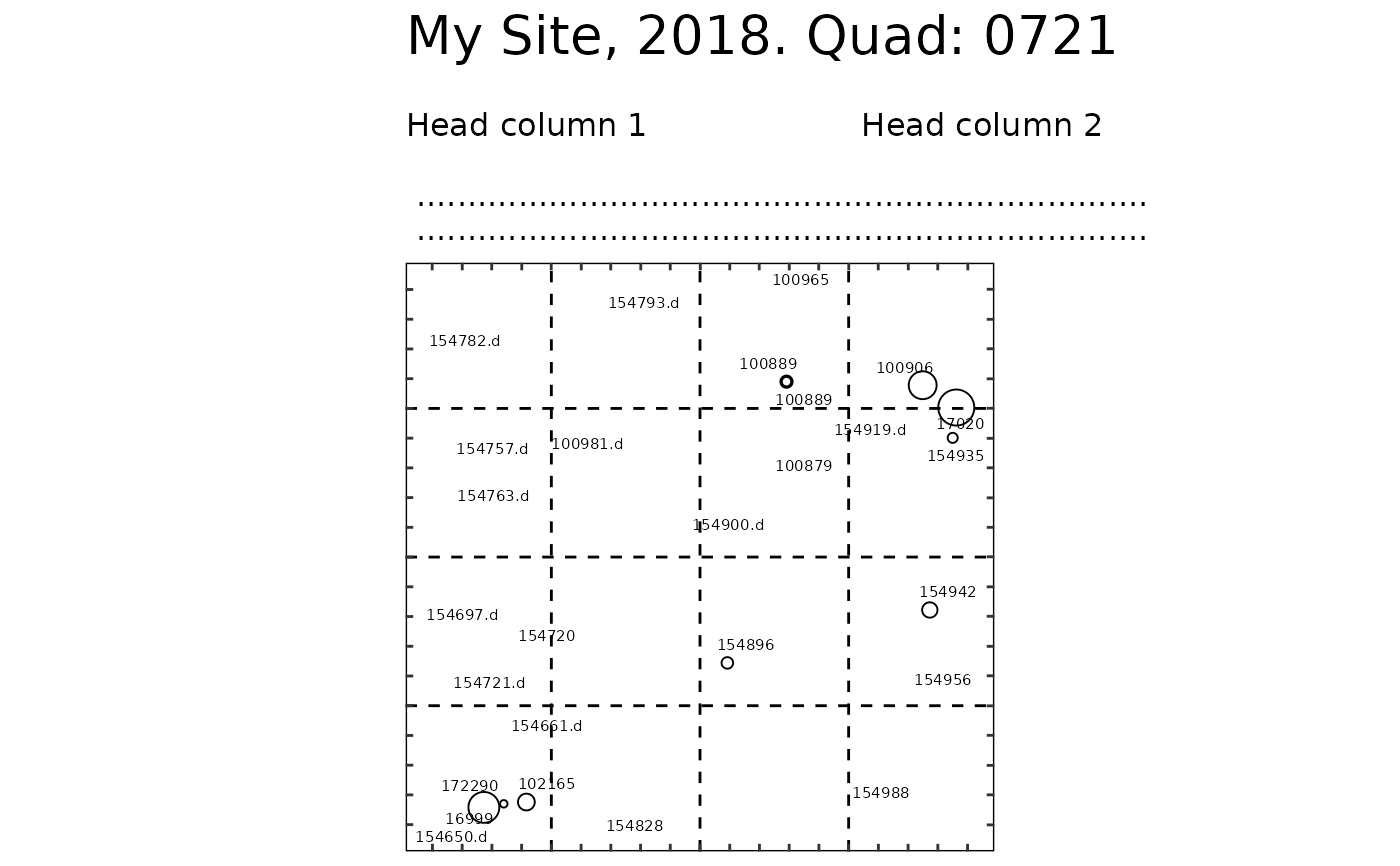 My Site, 2018. Quad: 0721
Head column 1 Head column 2
100965
154793.d
154782.d
100889 100906
100889
17020
154919.d
154757.d 100981.d
154935
100879
154763.d
154900.d
154942
154697.d
154720
154896
154721.d 154956
154661.d
172290 102165
154988
16999
154828
154650.d